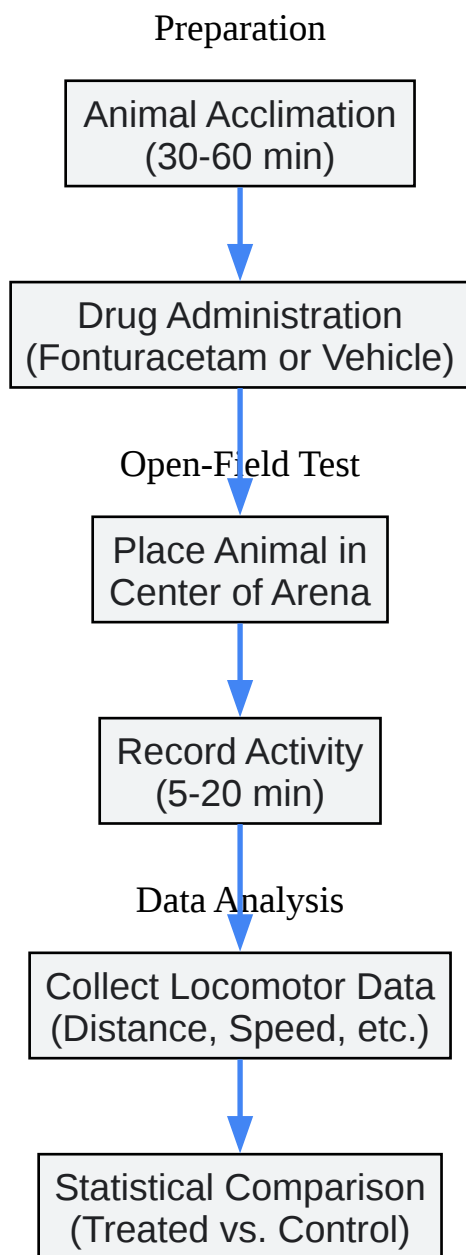 Preparation
Animal Acclimation
(30-60 min)
Drug Administration
(Fonturacetam or Vehicle)
Open-Field Test
Place Animal in
Center of Arena
Record Activity
(5-20 min)
Data Analysis
Collect Locomotor Data
(Distance, Speed, etc.)
Statistical Comparison
(Treated vs. Control)